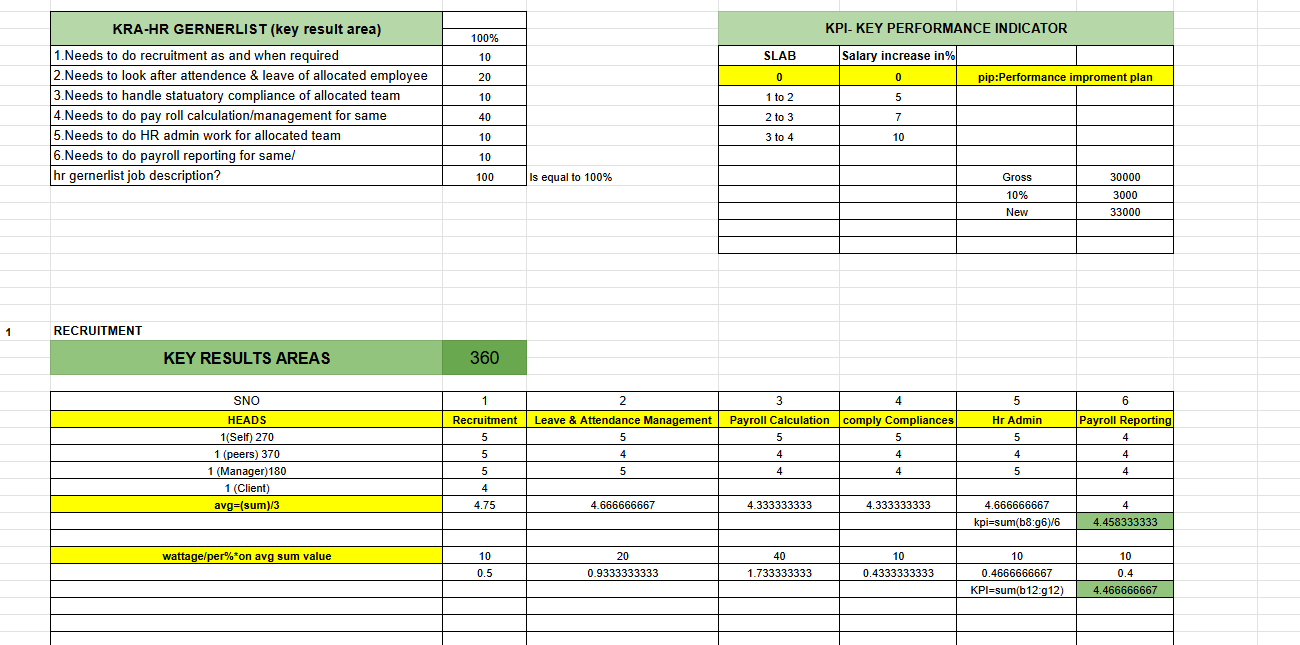 KRA-HR GERNERLIST (key result area)
100%
1.Needs to do recruitment as and when required 10
2.Needs to look after attendence & leave of allocated employee 20
3.Needs to handle statuatory compliance of allocated team 10
4.Needs to do pay roll calculation/management for same 40
5.Needs to do HR admin work for allocated team 10
6.Needs to do payroll reporting for same/ 10
hr gernerlist job description? 100 Is equal to 100%
KPI- KEY PERFORMANCE INDICATOR
SLAB Salary increase in%
0 0 pip:Performance improment plan
1 to 2 5
2 to 3 7
3 to 4 10
Gross 30000
10% 3000
New 33000
1 RECRUITMENT
KEY RESULTS AREAS 360
SNO 1 2 3 4 5 6
HEADS Recruitment Leave & Attendance Management Payroll Calculation comply Compliances Hr Admin Payroll Reporting
1(Self) 270 5 5 5 5 5 4
1 (peers) 370 5 4 4 4 4 4
1 (Manager)180 5 5 4 4 5 4
1 (Client) 4
avg=(sum)/3 4.75 4.666666667 4.333333333 4.333333333 4.666666667 4
kpi=sum(b8:g6)/6 4.458333333
wattage/per%*on avg sum value 10 20 40 10 10 10
0.5 0.9333333333 1.733333333 0.4333333333 0.4666666667 0.4
KPI=sum(b12:g12) 4.466666667